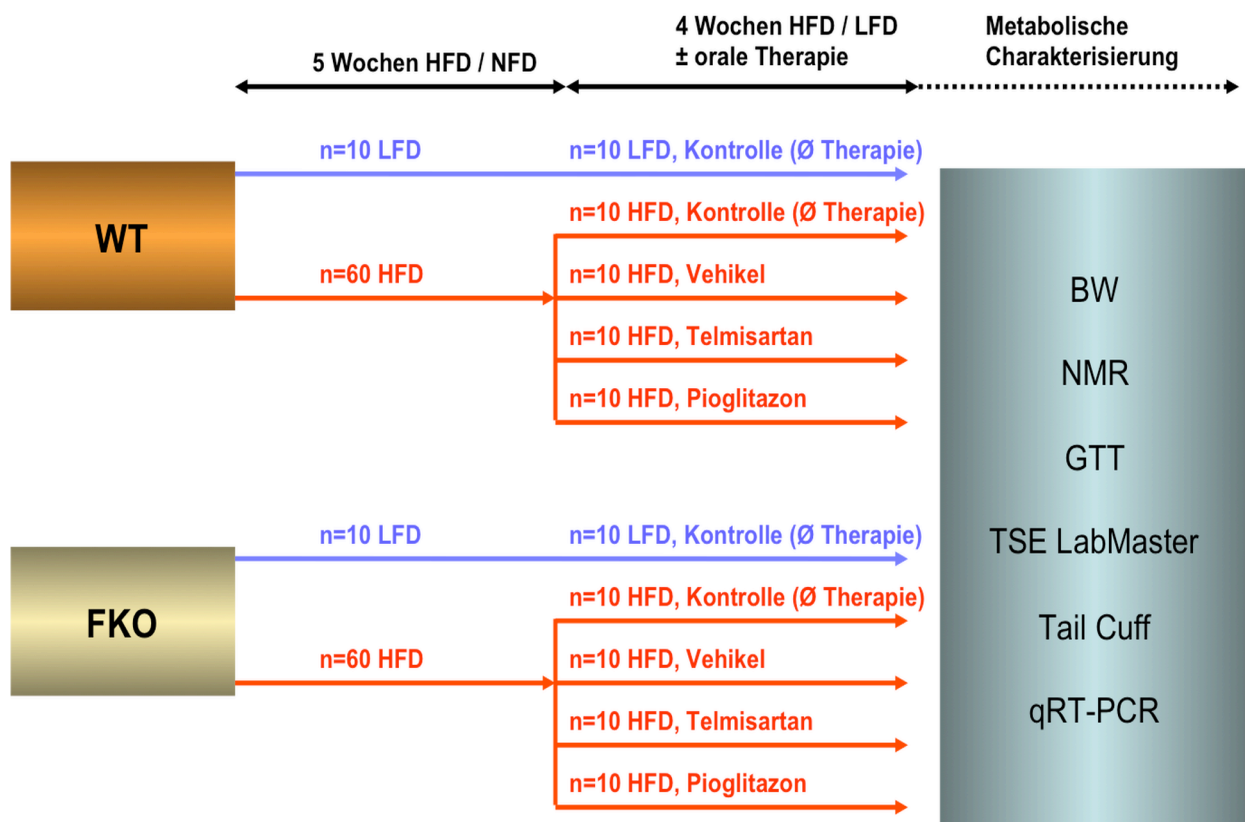 5 Wochen HFD / NFD
4 Wochen HFD / LFD
± orale Therapie
Metabolische
Charakterisierung
WT
n=10 LFD
n=10 LFD, Kontrolle (Ø Therapie)
n=10 HFD, Kontrolle (Ø Therapie)
n=60 HFD
n=10 HFD, Vehikel
n=10 HFD, Telmisartan
n=10 HFD, Pioglitazon
FKO
n=10 LFD
n=10 LFD, Kontrolle (Ø Therapie)
n=10 HFD, Kontrolle (Ø Therapie)
n=60 HFD
n=10 HFD, Vehikel
n=10 HFD, Telmisartan
n=10 HFD, Pioglitazon
BW
NMR
GTT
TSE LabMaster
Tail Cuff
qRT-PCR